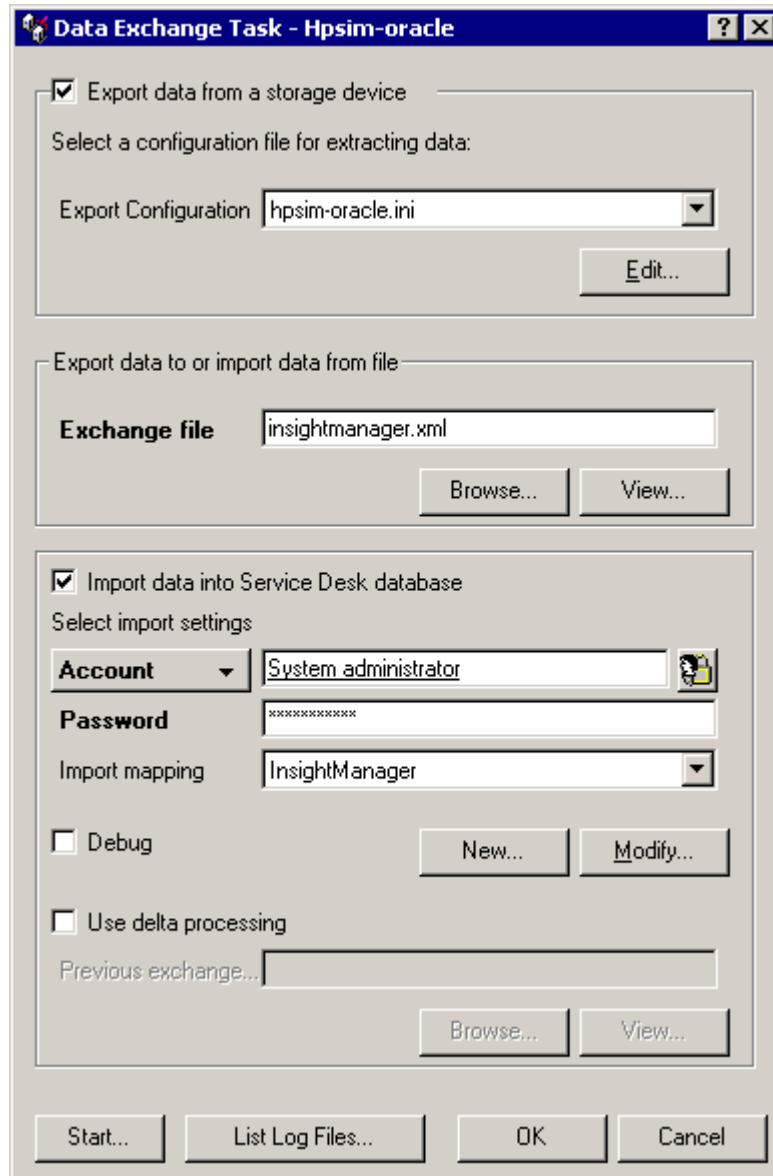 Data Exchange Task - Hpsim-oracle
Export data from a storage device
Select a configuration file for extracting data:
Export Configuration hpsim-oracle.ini
Edit...
Export data to or import data from file
Exchange file insightmanager.xml
Browse... View...
Import data into Service Desk database
Select import settings
Account System administrator
Password xxxxxxxxxxx
Import mapping InsightManager
Debug New... Modify...
Use delta processing
Previous exchange...
Browse... View...
Start... List Log Files... OK Cancel